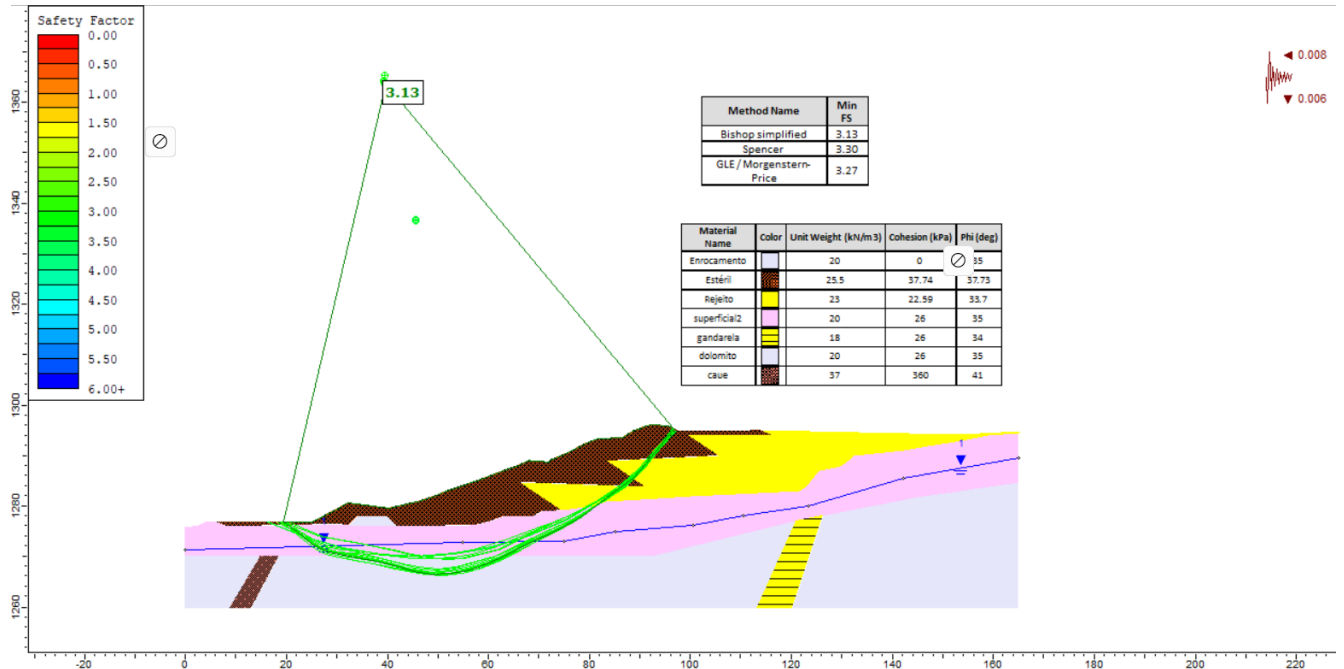 Safety Factor
0.00
0.50
1.00
1.50
2.00
2.50
3.00
3.50
4.00
4.50
5.00
5.50
6.00+
3.13
0.008
0.006
Method Name Min FS
Bishop simplified 3.13
Spencer 3.30
GLE / Morgenstern-Price 3.27
Material Name Color Unit Weight (kN/m3) Cohesion (kPa) Phi (deg)
Enrocamento 20 0 35
Estéril 25.5 37.74 37.73
Rejeito 23 22.59 33.7
superficial2 20 26 35
gandarela 18 26 34
dolomito 20 26 35
caue 37 360 41
1
1360
1340
1320
1300
1280
1260
-20 0 20 40 60 80 100 120 140 160 180 200 220